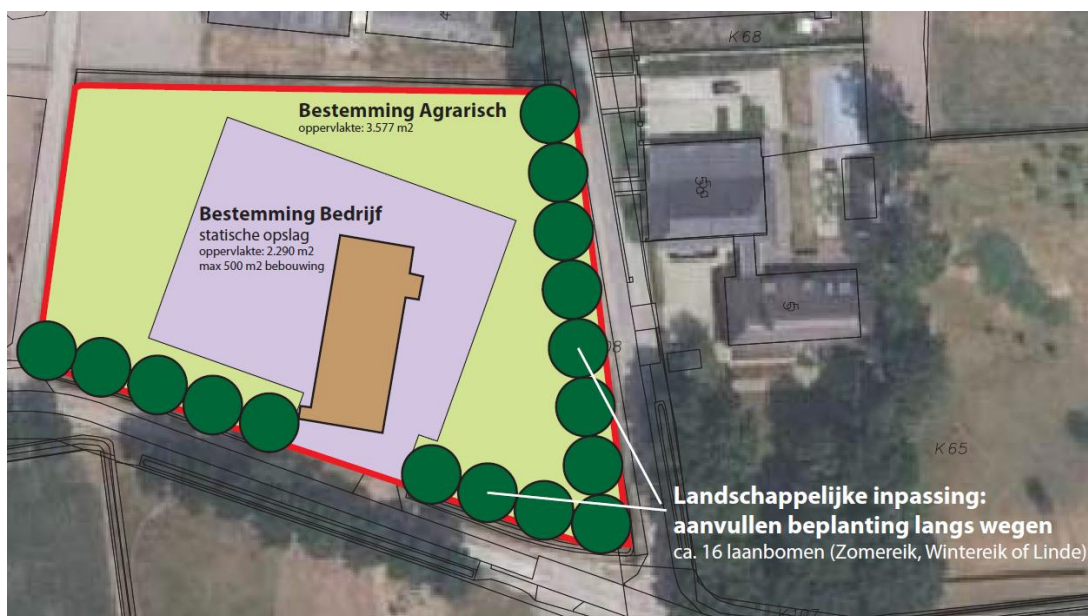 K 68
Bestemming Agrarisch
oppervlakte: 3.577 m2
56a
Bestemming Bedrijf
statische opslag
oppervlakte: 2.290 m2
max 500 m2 bebouwing
K 65
Landschappelijke inpassing:
aanvullen beplanting langs wegen
ca. 16 laanbomen (Zomereik, Wintereik of Linde)